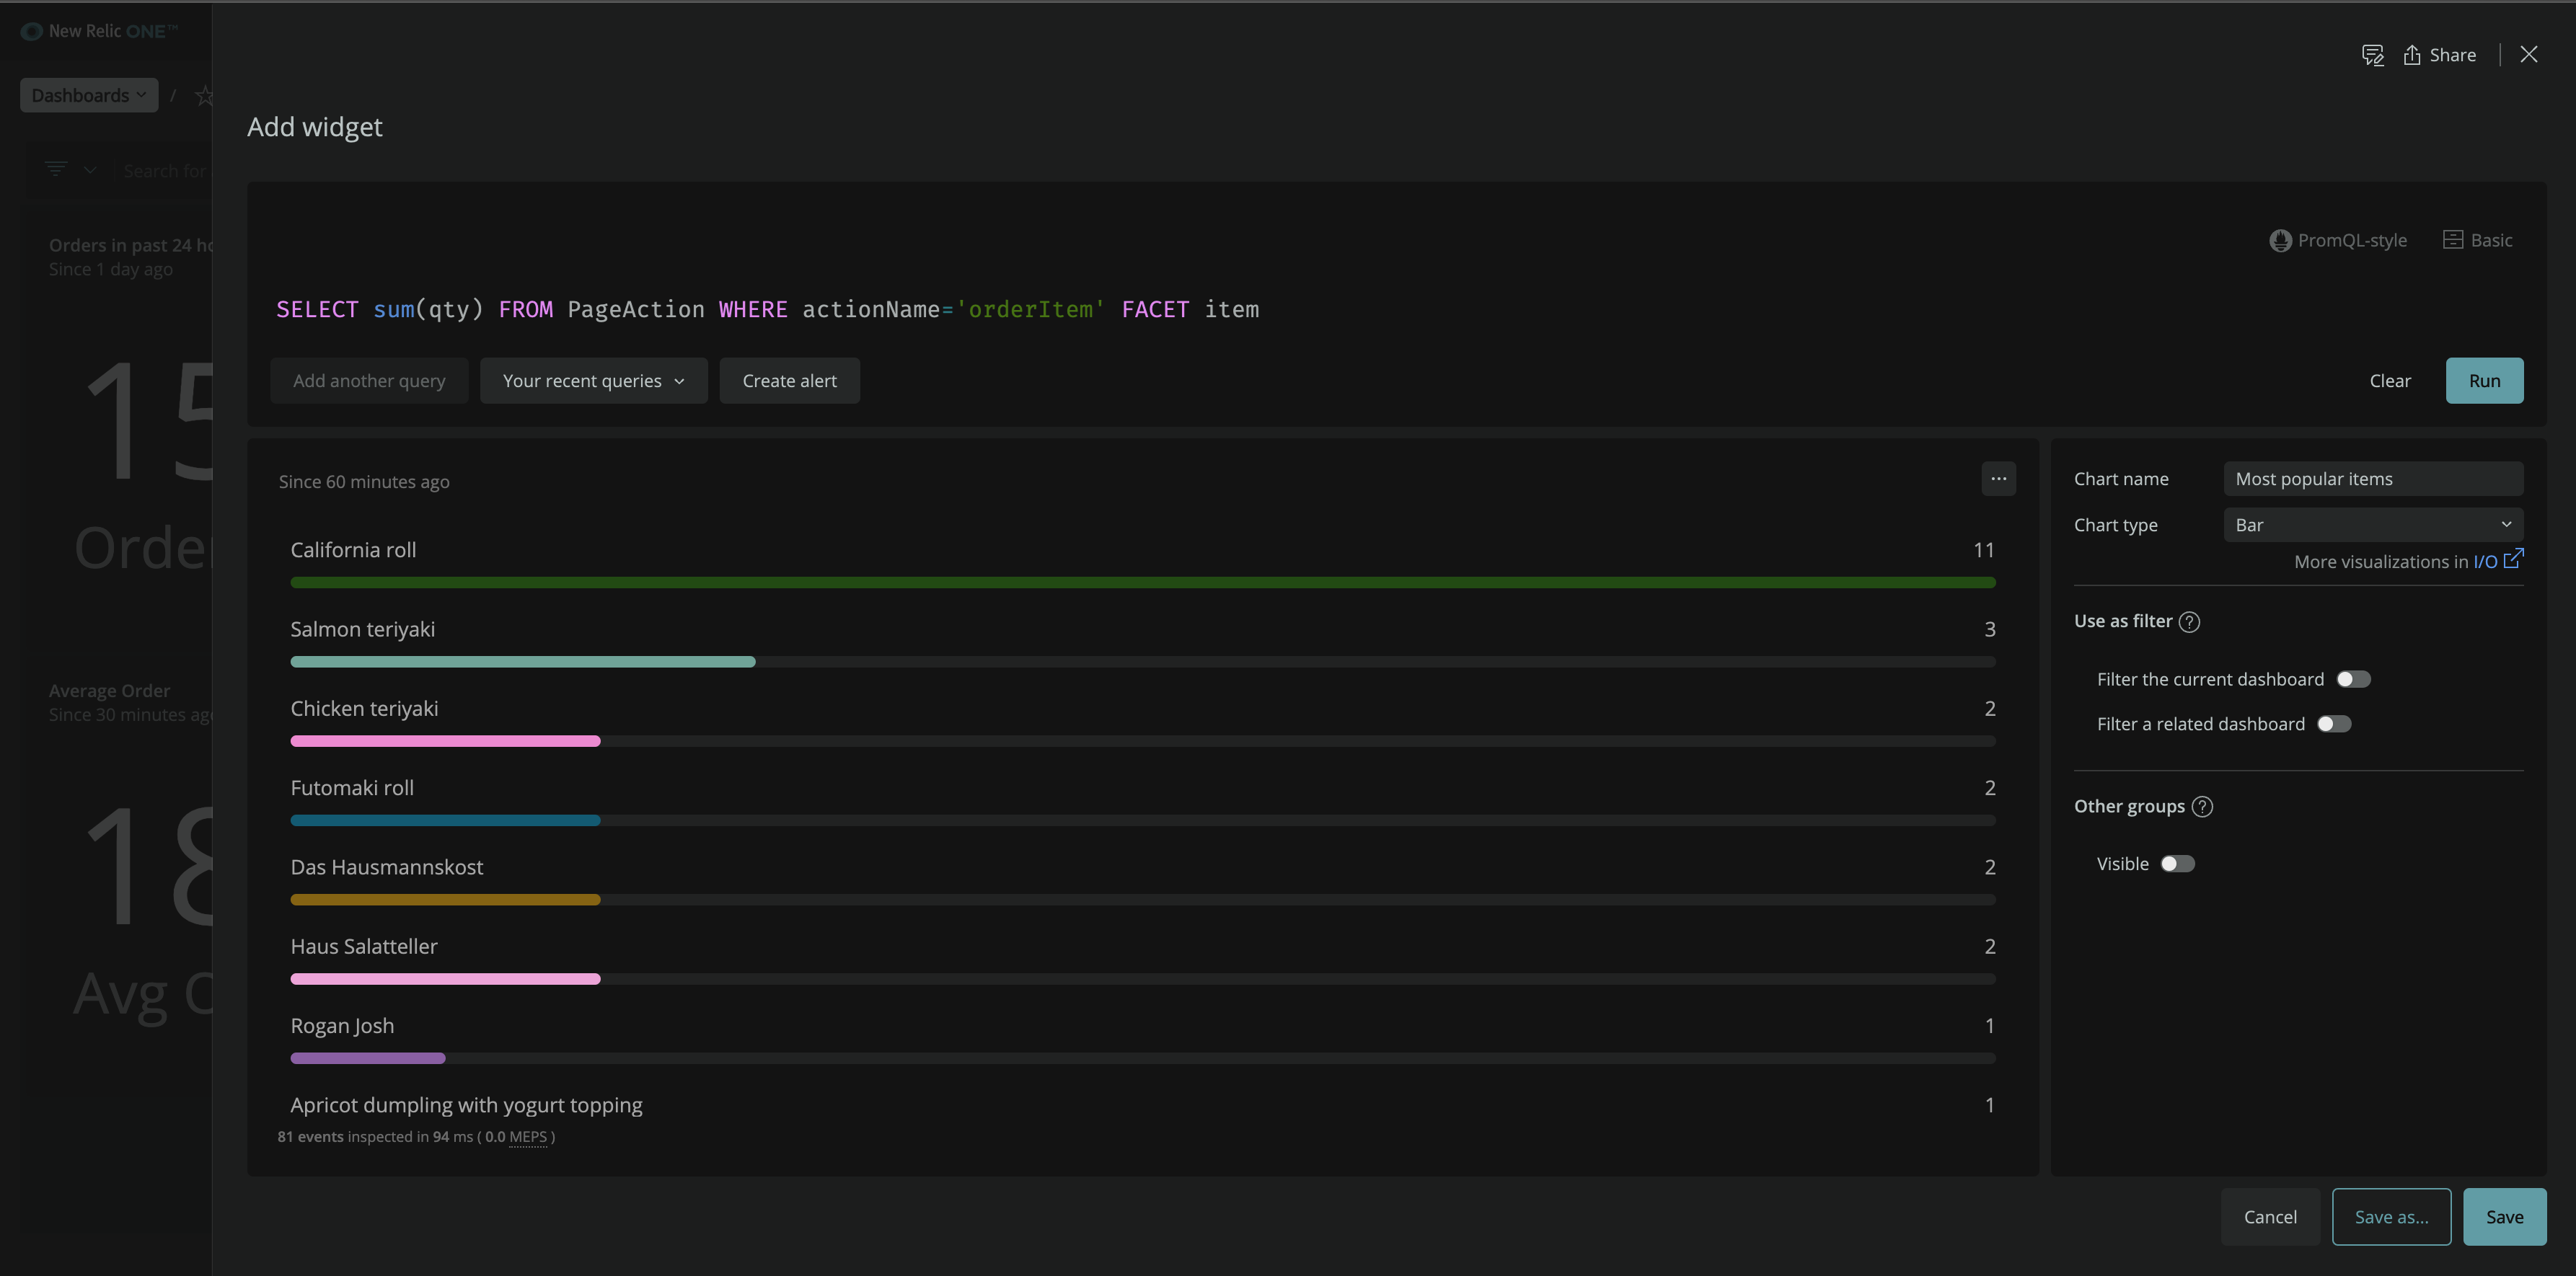 New Relic ONE™
Share
Dashboards /
Add widget
Search for
PromQL-style
Basic
Orders in past 24 ho
Since 1 day ago
SELECT sum(qty) FROM PageAction WHERE actionName='orderItem' FACET item
Add another query
Your recent queries
Create alert
Clear
Run
15
Order
Since 60 minutes ago
...
California roll 11
Salmon teriyaki 3
Chicken teriyaki 2
Futomaki roll 2
Das Hausmannskost 2
Haus Salatteller 2
Rogan Josh 1
Apricot dumpling with yogurt topping 1
81 events inspected in 94 ms ( 0.0 MEPS )
Average Order
Since 30 minutes ago
18
Avg O
Chart name Most popular items
Chart type Bar
More visualizations in I/O
Use as filter ?
Filter the current dashboard
Filter a related dashboard
Other groups ?
Visible
Cancel
Save as...
Save